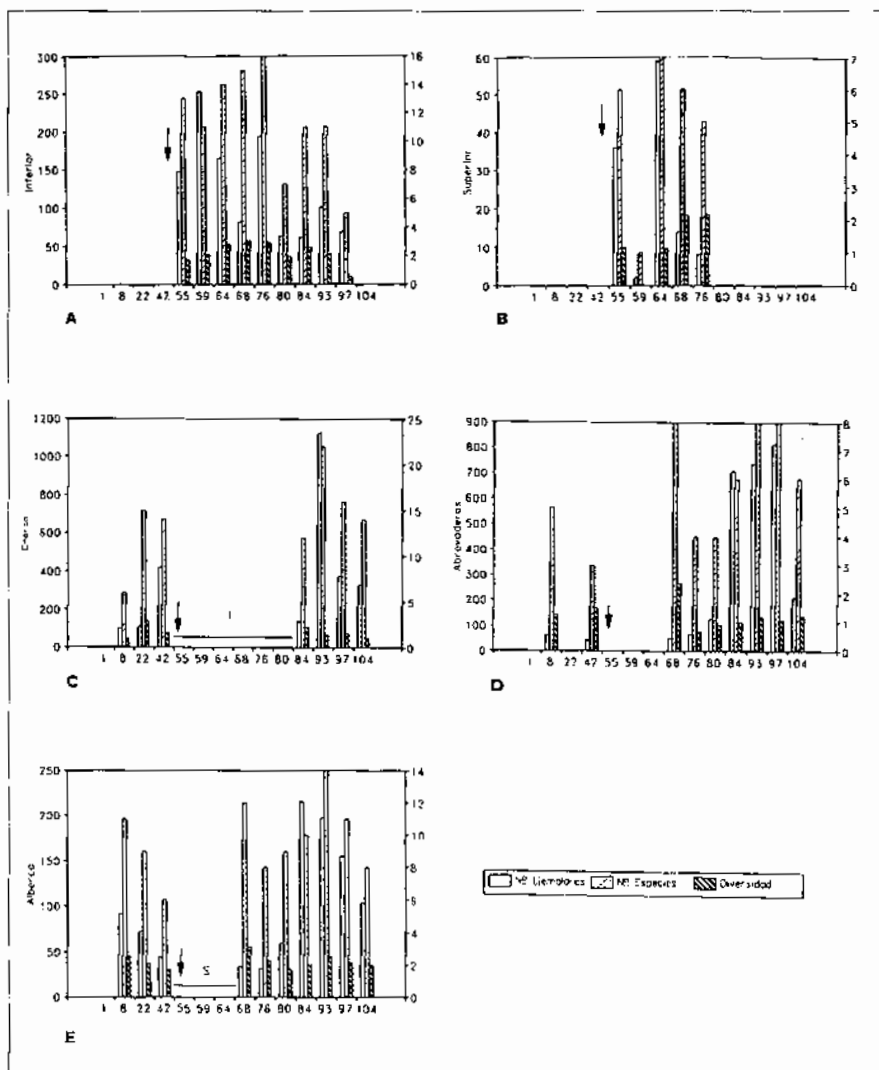 300 250 200 150 100 50 0
16 14 12 10 8 6 4 2 0
Inferior
1 8 22 42 55 59 64 68 76 80 84 93 97 104
A
60 50 40 30 20 10 0
7 6 5 4 3 2 1 0
Superior
1 8 22 42 55 59 64 68 76 80 84 93 97 104
B
1200 1000 800 600 400 200 0
25 20 15 10 5 0
I
1 8 22 42 55 59 64 68 76 80 84 93 97 104
C
900 800 700 600 500 400 300 200 100 0
8 7 6 5 4 3 2 1 0
Abrevaderos
1 8 22 42 55 59 64 68 76 80 84 93 97 104
D
250 200 150 100 50 0
14 12 10 8 6 4 2 0
Alberca
S
1 8 22 42 55 59 64 68 76 80 84 93 97 104
E
Nº Ejemplares Nº Especies Diversidad